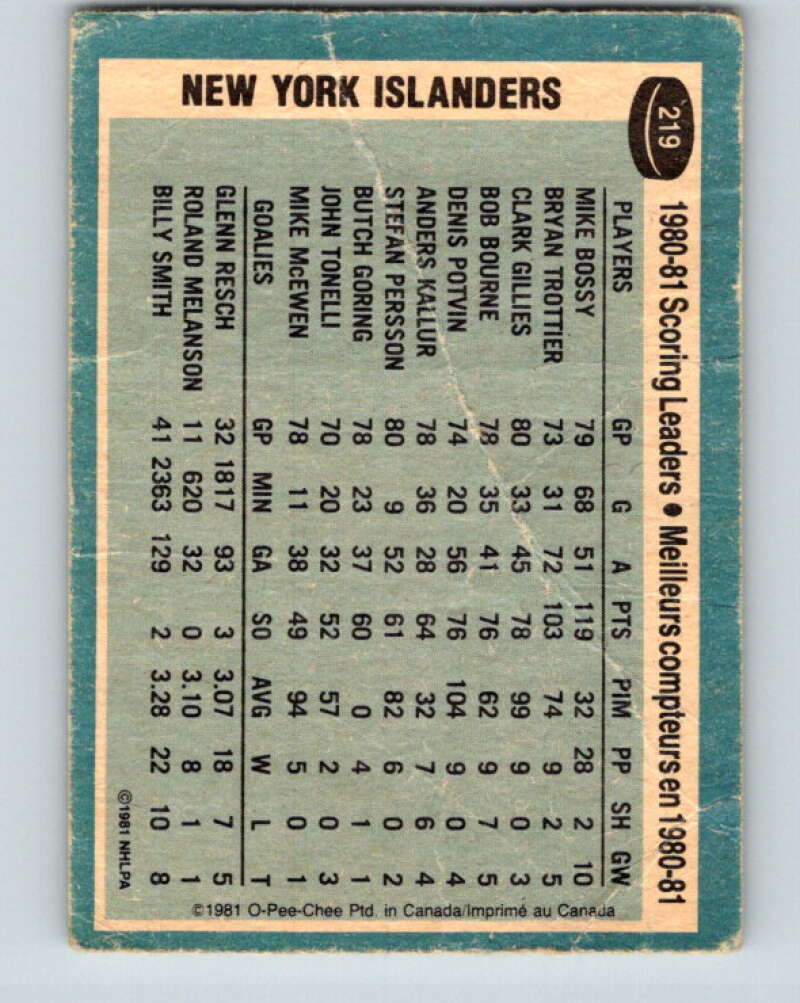 NEW YORK ISLANDERS
219
1980-81 Scoring Leaders • Meilleurs compteurs en 1980-81
PLAYERS GP G A PTS PIM PP SH GW
MIKE BOSSY 79 68 51 119 32 28 2 10
BRYAN TROTTIER 73 31 72 103 74 9 2 5
CLARK GILLIES 80 33 45 78 99 9 0 3
BOB BOURNE 78 35 41 76 62 9 7 5
DENIS POTVIN 74 20 56 76 104 9 0 4
ANDERS KALLUR 78 36 28 64 32 7 6 4
STEFAN PERSSON 80 9 52 61 82 6 0 2
BUTCH GORING 78 23 37 60 0 4 1 1
JOHN TONELLI 70 20 32 52 57 2 0 3
MIKE McEWEN 78 11 38 49 94 5 0 1
GOALIES GP MIN GA SO AVG W L T
GLENN RESCH 32 1817 93 3 3.07 18 7 5
ROLAND MELANSON 11 620 32 0 3.10 8 1 1
BILLY SMITH 41 2363 129 2 3.28 22 10 8
©1981 NHLPA
©1981 O-Pee-Chee Ptd. in Canada/Imprimé au Canada